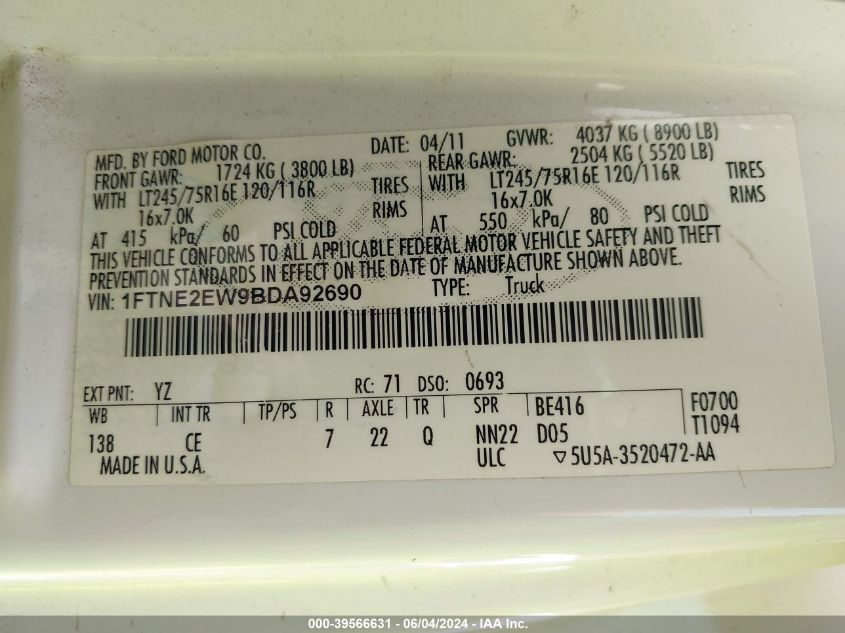 MFD. BY FORD MOTOR CO. DATE: 04/11 GVWR: 4037 KG ( 8900 LB)
FRONT GAWR: 1724 KG ( 3800 LB) REAR GAWR: 2504 KG ( 5520 LB)
WITH LT245/75R16E 120/116R TIRES WITH LT245/75R16E 120/116R TIRES
16x7.0K RIMS 16x7.0K RIMS
AT 415 kPa/ 60 PSI COLD AT 550 kPa/ 80 PSI COLD
THIS VEHICLE CONFORMS TO ALL APPLICABLE FEDERAL MOTOR VEHICLE SAFETY AND THEFT
PREVENTION STANDARDS IN EFFECT ON THE DATE OF MANUFACTURE SHOWN ABOVE.
VIN: 1FTNE2EW9BDA92690 TYPE: Truck
EXT PNT: YZ RC: 71 DSO: 0693
WB INT TR TP/PS R AXLE TR SPR BE416 F0700
138 CE 7 22 Q NN22 D05 T1094
MADE IN U.S.A. ULC ▽5U5A-3520472-AA
000-39566631 - 06/04/2024 - IAA Inc.